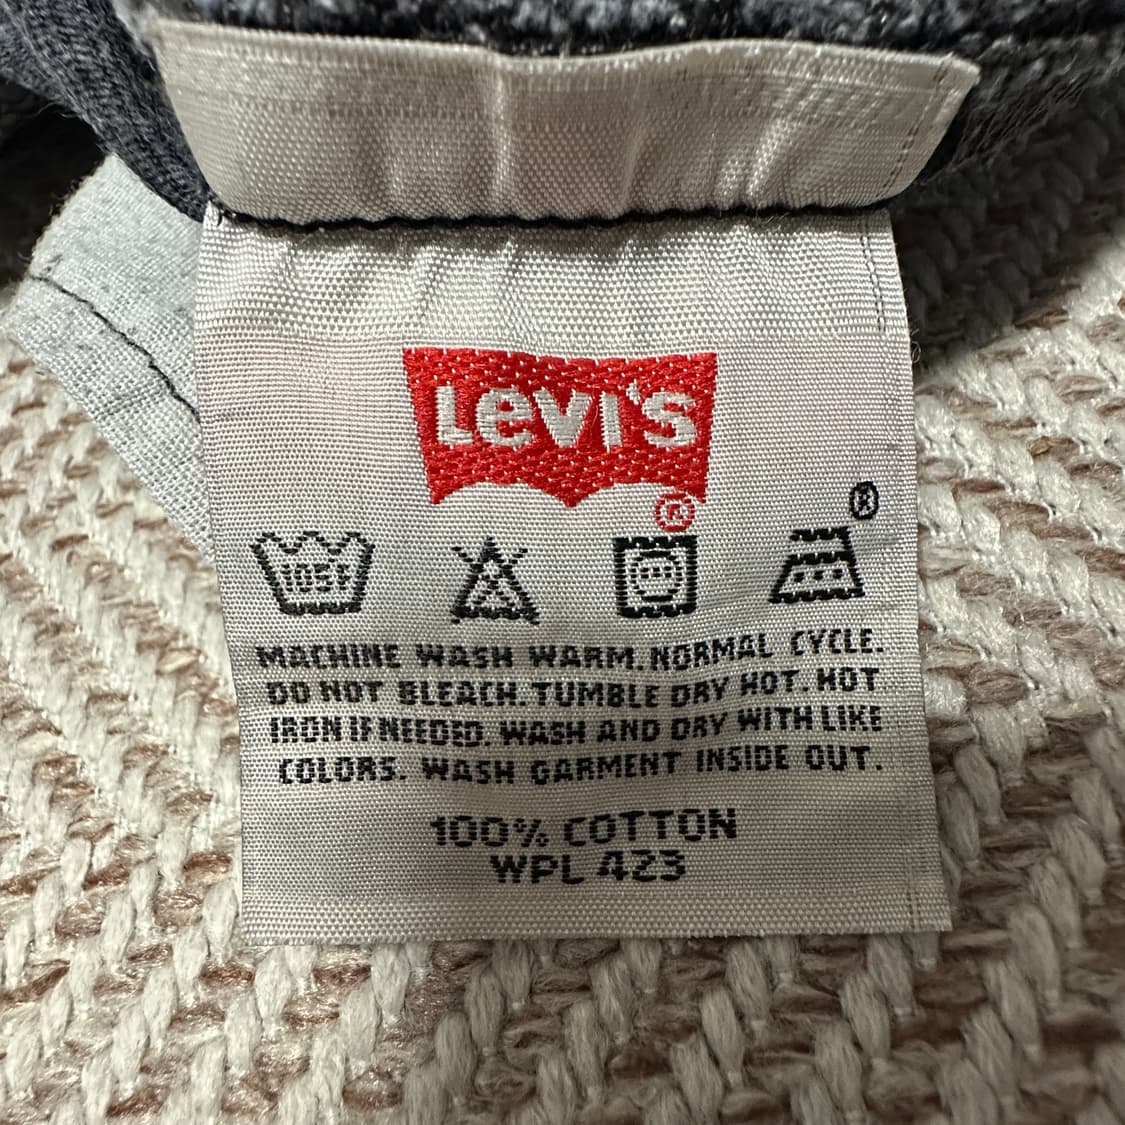 Levi's
®
®
105F
MACHINE WASH WARM. NORMAL CYCLE.
DO NOT BLEACH. TUMBLE DRY HOT. HOT
IRON IF NEEDED. WASH AND DRY WITH LIKE
COLORS. WASH GARMENT INSIDE OUT.
100% COTTON
WPL 423